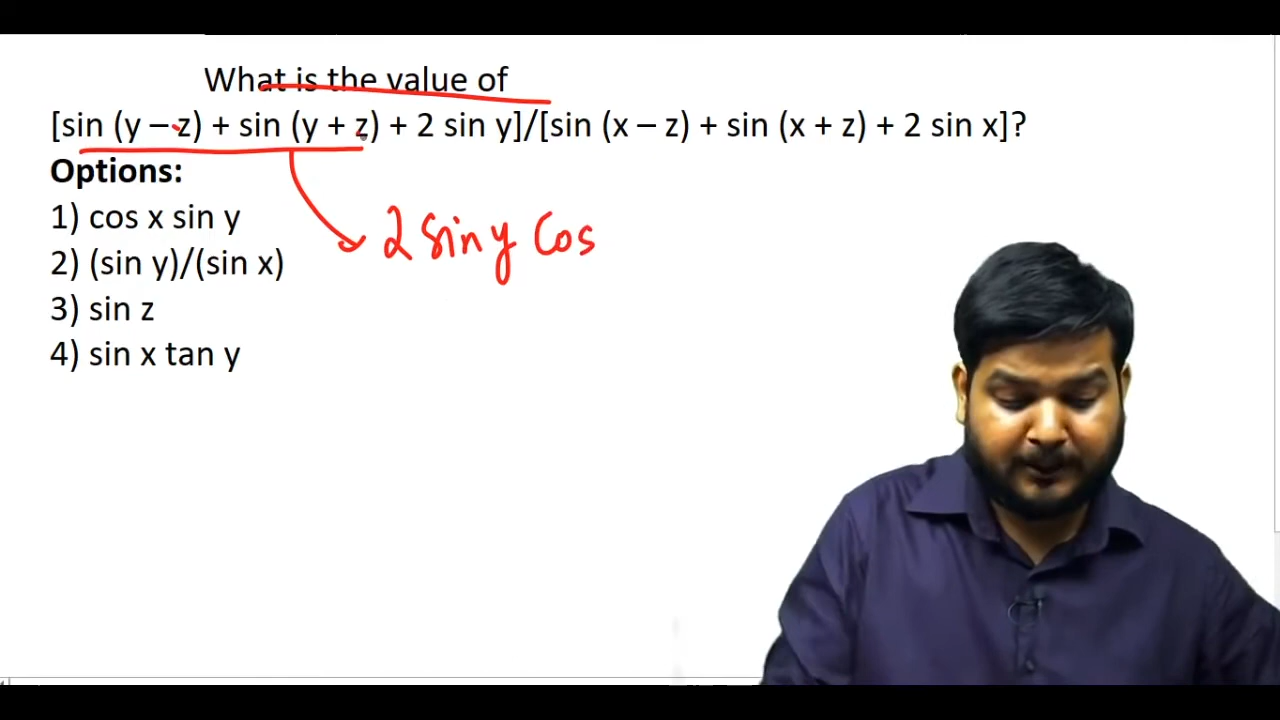 What is the value of
[sin (y – z) + sin (y + z) + 2 sin y]/[sin (x – z) + sin (x + z) + 2 sin x]?
Options:
1) cos x sin y
2 sin y cos
2) (sin y)/(sin x)
3) sin z
4) sin x tan y